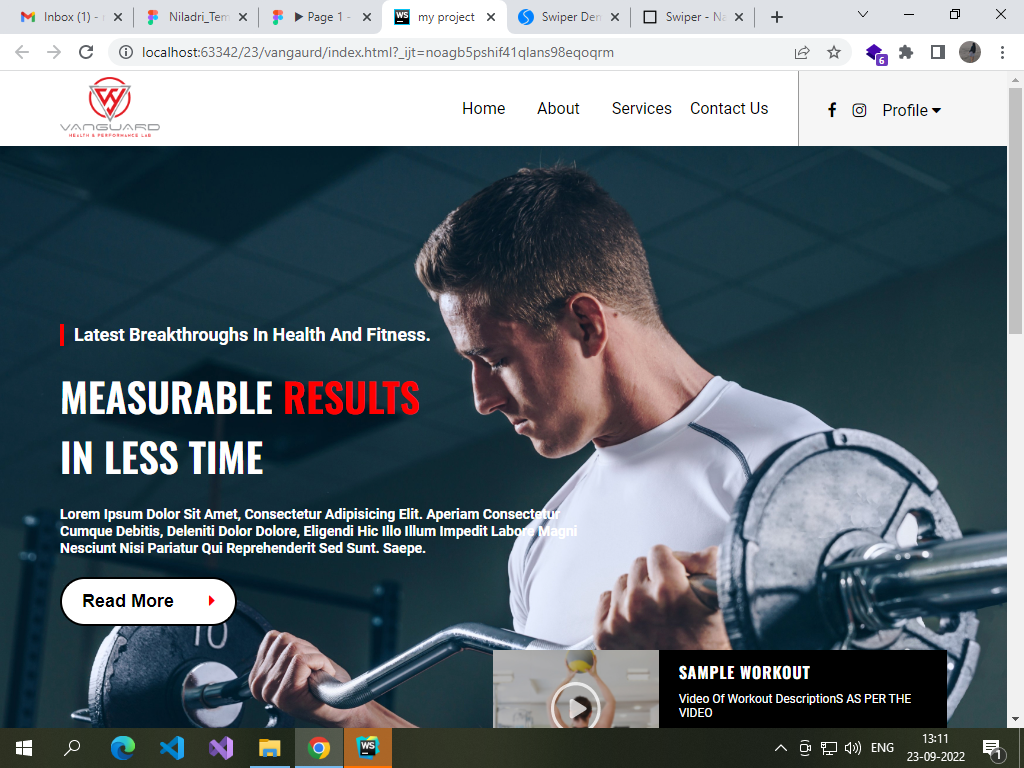 Inbox (1) -
Niladri_Tem
Page 1 -
my project
Swiper Den
Swiper - Na
localhost:63342/23/vangaurd/index.html?_ijt=noagb5pshif41qlans98eqoqrm
6
VANGUARD
HEALTH & PERFORMANCE LAB
Home
About
Services
Contact Us
Profile
Latest Breakthroughs In Health And Fitness.
MEASURABLE RESULTS
IN LESS TIME
Lorem Ipsum Dolor Sit Amet, Consectetur Adipisicing Elit. Aperiam Consectetur
Cumque Debitis, Deleniti Dolor Dolore, Eligendi Hic Illo Illum Impedit Labore Magni
Nesciunt Nisi Pariatur Qui Reprehenderit Sed Sunt. Saepe.
Read More
10
SAMPLE WORKOUT
Video Of Workout DescriptionS AS PER THE
VIDEO
WS
ENG
13:11
23-09-2022
1